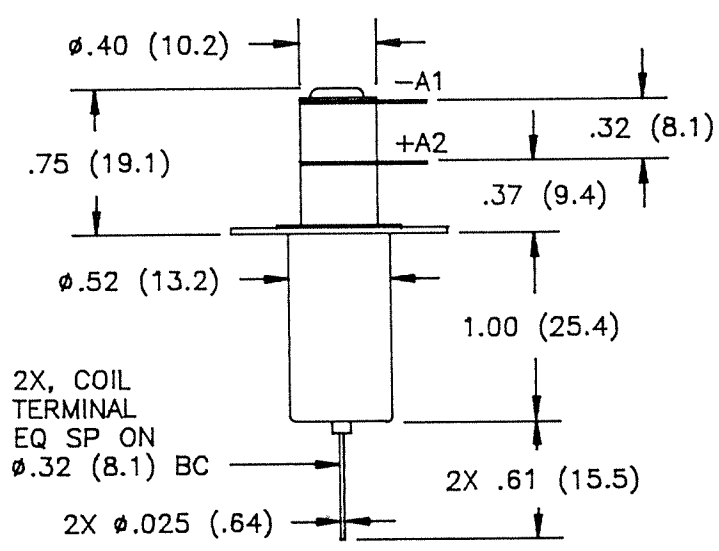 ø.40 (10.2)
-A1
.32 (8.1)
+A2
.75 (19.1)
.37 (9.4)
ø.52 (13.2)
1.00 (25.4)
2X, COIL
TERMINAL
EQ SP ON
ø.32 (8.1) BC
2X .61 (15.5)
2X ø.025 (.64)